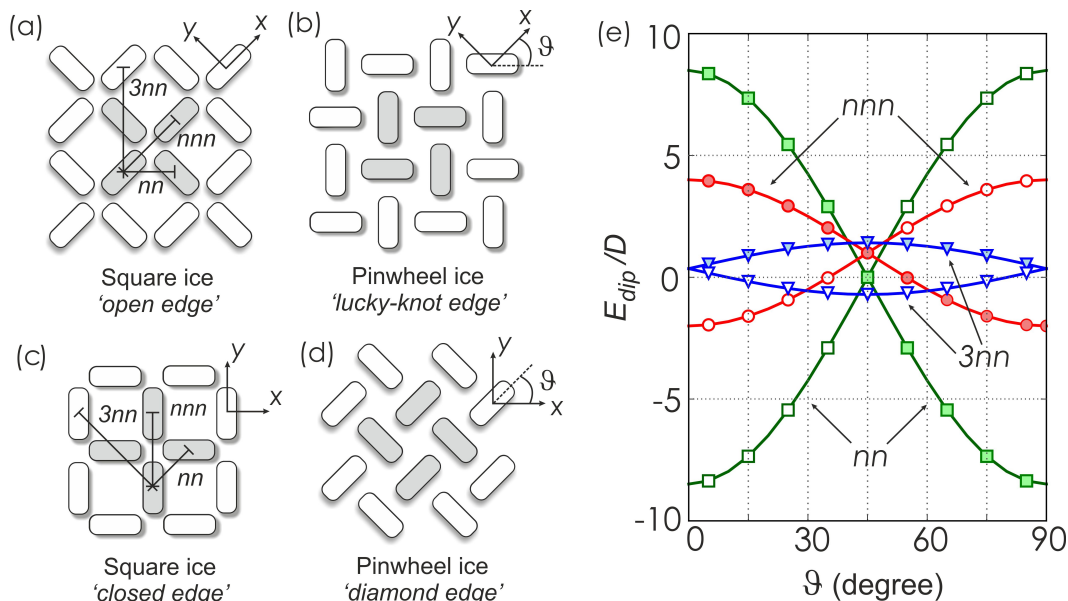 (a)
y
x
3nn
nnn
nn
Square ice
'open edge'
(b)
y
x
ϑ
Pinwheel ice
'lucky-knot edge'
(c)
y
x
3nn
nnn
nn
Square ice
'closed edge'
(d)
y
ϑ
x
Pinwheel ice
'diamond edge'
(e)
10
5
0
-5
-10
E_dip/D
nnn
3nn
nn
0
30
60
90
ϑ (degree)